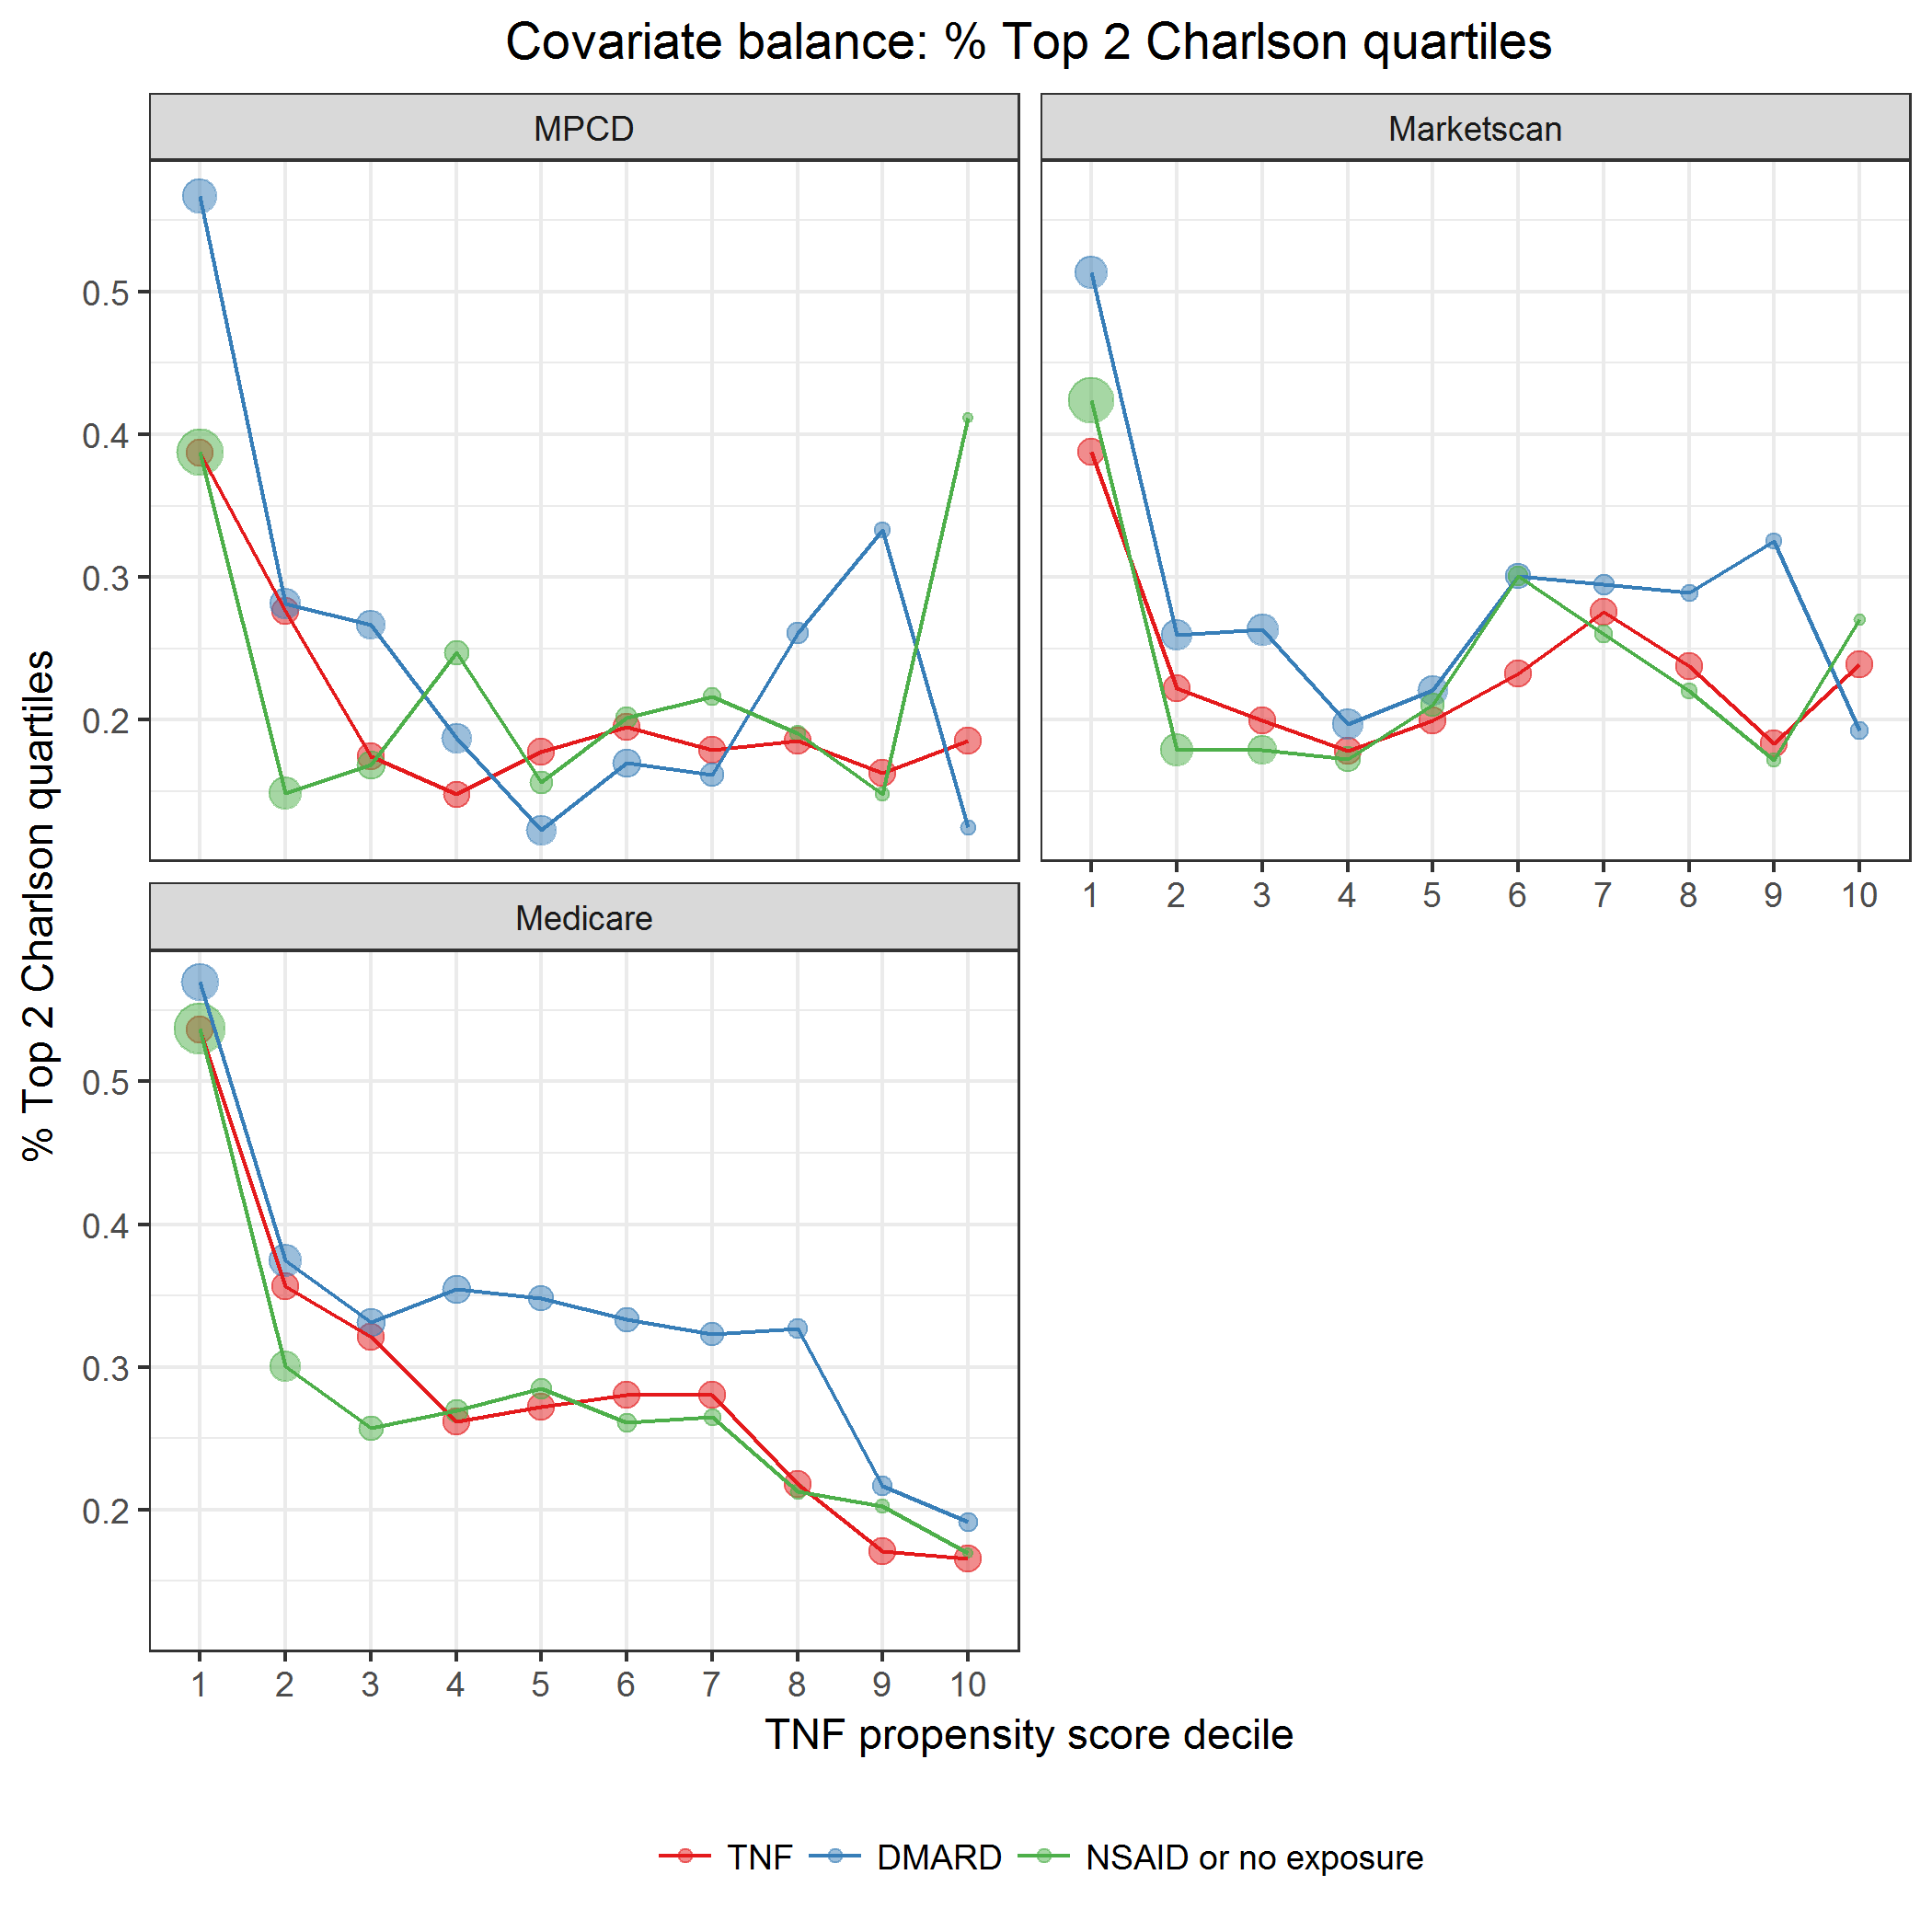 Covariate balance: % Top 2 Charlson quartiles
MPCD
Marketscan
% Top 2 Charlson quartiles
0.5
0.4
0.3
0.2
1 2 3 4 5 6 7 8 9 10
Medicare
0.5
0.4
0.3
0.2
1 2 3 4 5 6 7 8 9 10
TNF propensity score decile
TNF DMARD NSAID or no exposure